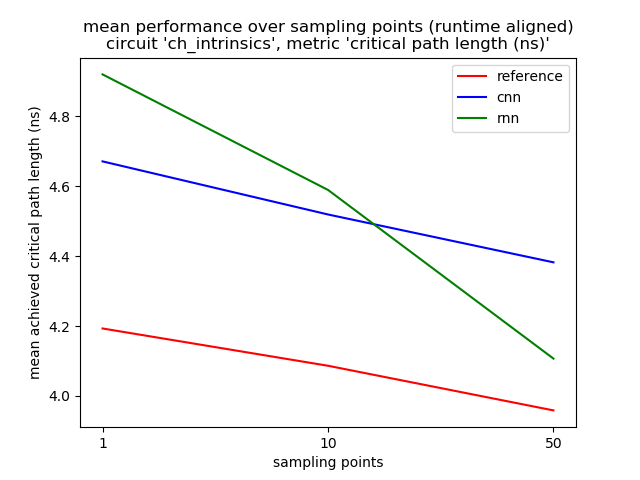 mean performance over sampling points (runtime aligned)
circuit 'ch_intrinsics', metric 'critical path length (ns)'
reference
cnn
rnn
mean achieved critical path length (ns)
4.8
4.6
4.4
4.2
4.0
1
10
50
sampling points